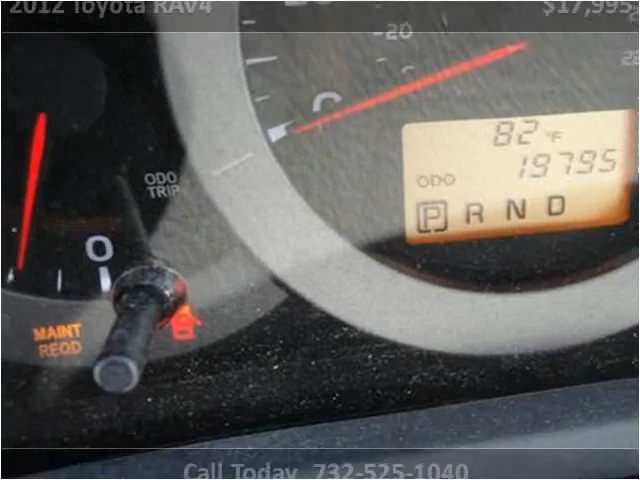 2012 Toyota RAV4 $17,995
20
0
82°F
ODO 19795
P R N D
ODO
TRIP
0
MAINT
REQD
Call Today 732-525-1040